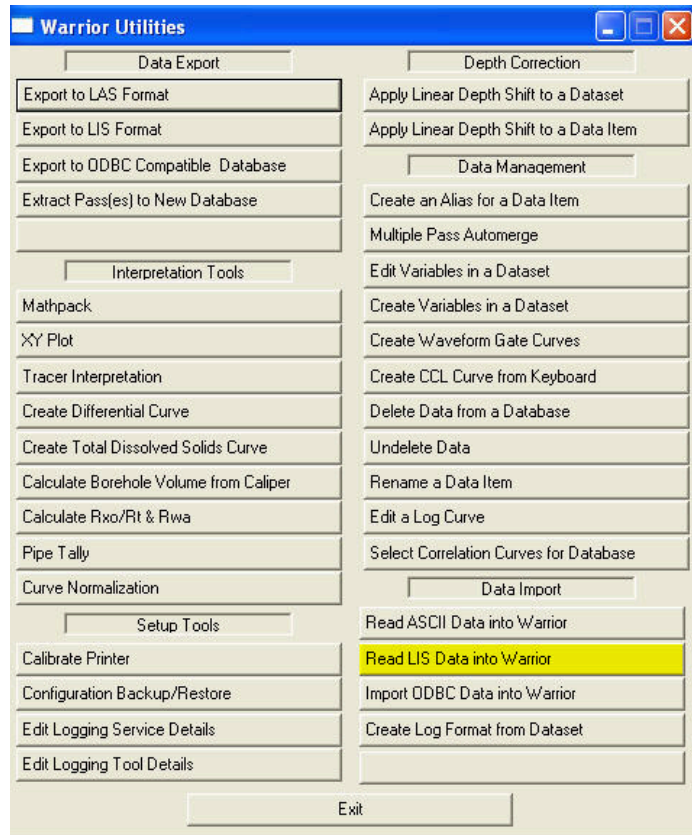 Warrior Utilities
Data Export
Export to LAS Format
Export to LIS Format
Export to ODBC Compatible Database
Extract Pass(es) to New Database
Interpretation Tools
Mathpack
XY Plot
Tracer Interpretation
Create Differential Curve
Create Total Dissolved Solids Curve
Calculate Borehole Volume from Caliper
Calculate Rxo/Rt & Rwa
Pipe Tally
Curve Normalization
Setup Tools
Calibrate Printer
Configuration Backup/Restore
Edit Logging Service Details
Edit Logging Tool Details
Depth Correction
Apply Linear Depth Shift to a Dataset
Apply Linear Depth Shift to a Data Item
Data Management
Create an Alias for a Data Item
Multiple Pass Automerge
Edit Variables in a Dataset
Create Variables in a Dataset
Create Waveform Gate Curves
Create CCL Curve from Keyboard
Delete Data from a Database
Undelete Data
Rename a Data Item
Edit a Log Curve
Select Correlation Curves for Database
Data Import
Read ASCII Data into Warrior
Read LIS Data into Warrior
Import ODBC Data into Warrior
Create Log Format from Dataset
Exit